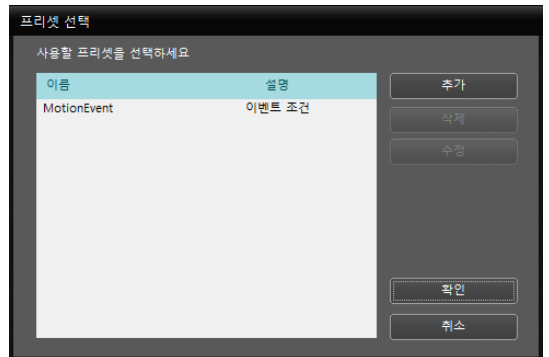 프리셋 선택
사용할 프리셋을 선택하세요
이름 설명 추가
MotionEvent 이벤트 조건
삭제
수정
확인
취소